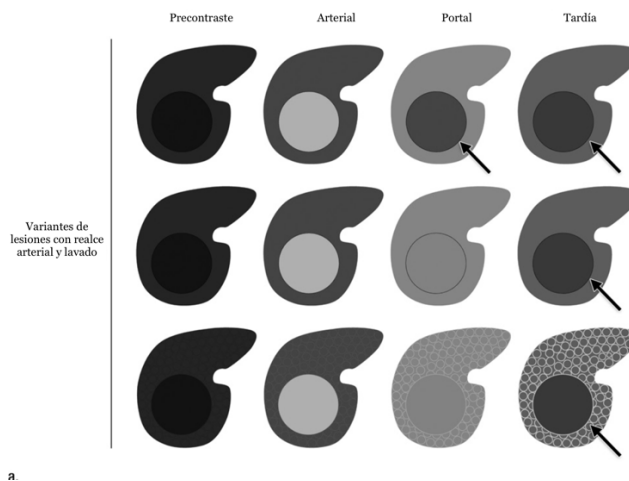 Precontraste Arterial Portal Tardía
Variantes de
lesiones con realce
arterial y lavado
a.